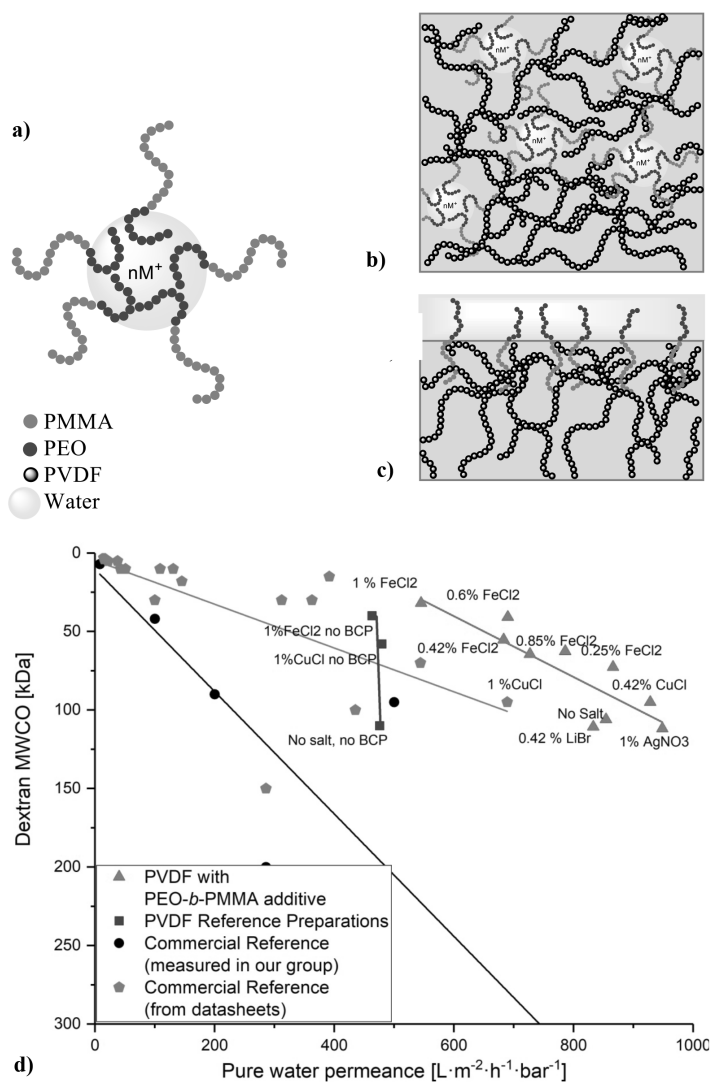 a)
nM⁺
PMMA
PEO
PVDF
Water
nM⁺
nM⁺
nM⁺
nM⁺
nM⁺
b)
c)
0
50
100
150
200
250
300
Dextran MWCO [kDa]
1 % FeCl2
0.6% FeCl2
1%FeCl2 no BCP
0.42% FeCl2
0.85% FeCl2
0.25% FeCl2
1%CuCl no BCP
1 %CuCl
0.42% CuCl
No Salt
No salt, no BCP
0.42 % LiBr
1% AgNO3
PVDF with
PEO-b-PMMA additive
PVDF Reference Preparations
Commercial Reference
(measured in our group)
Commercial Reference
(from datasheets)
0
200
400
600
800
1000
Pure water permeance [L·m⁻²·h⁻¹·bar⁻¹]
d)